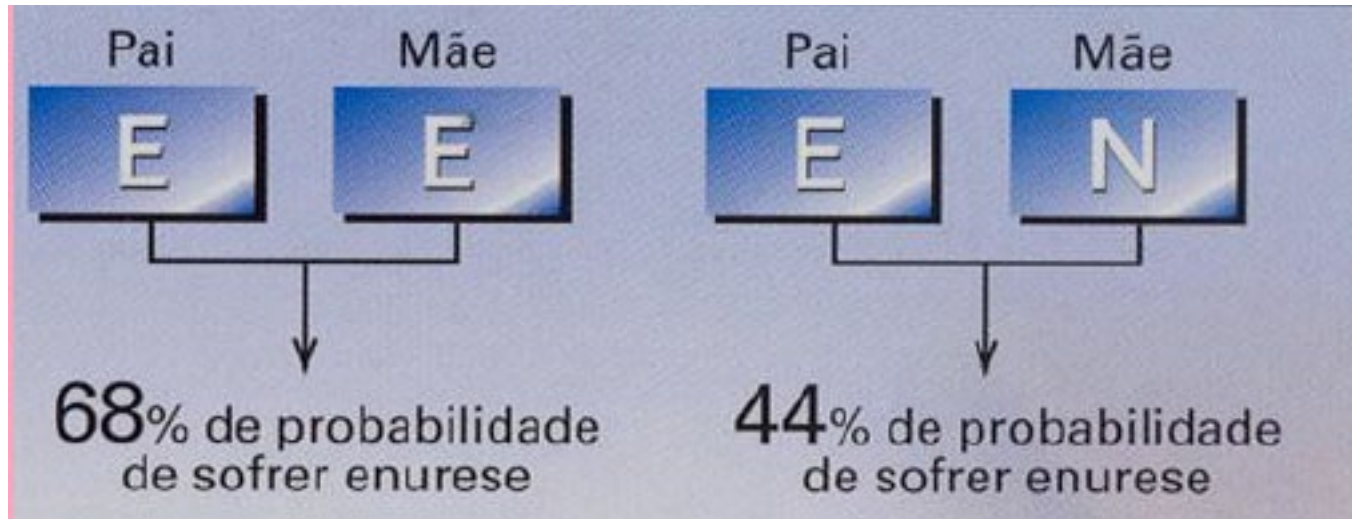 Pai Mãe Pai Mãe
E E E N
68% de probabilidade 44% de probabilidade
de sofrer enurese de sofrer enurese